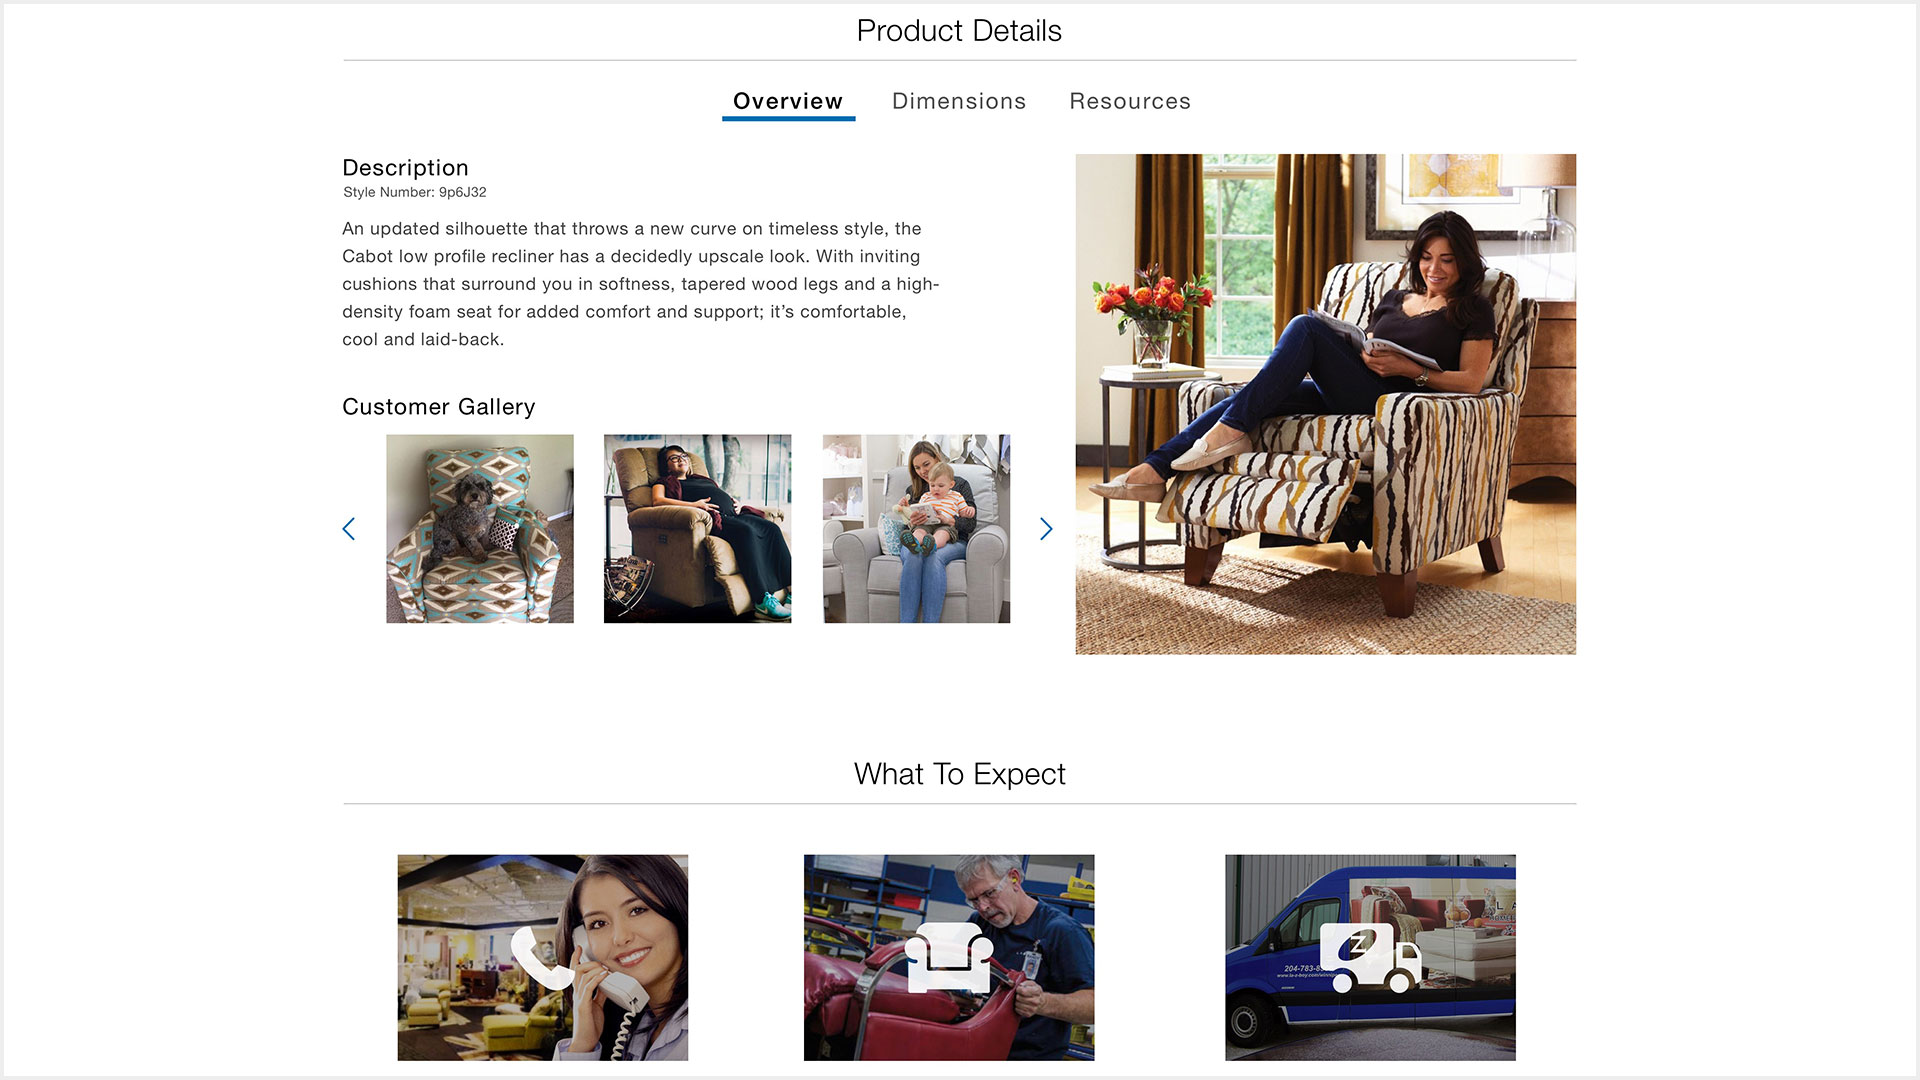 Product Details
Overview
Dimensions
Resources
Description
Style Number: 9p6J32
An updated silhouette that throws a new curve on timeless style, the
Cabot low profile recliner has a decidedly upscale look. With inviting
cushions that surround you in softness, tapered wood legs and a high-
density foam seat for added comfort and support; it’s comfortable,
cool and laid-back.
Customer Gallery
What To Expect
Z
204-783-8